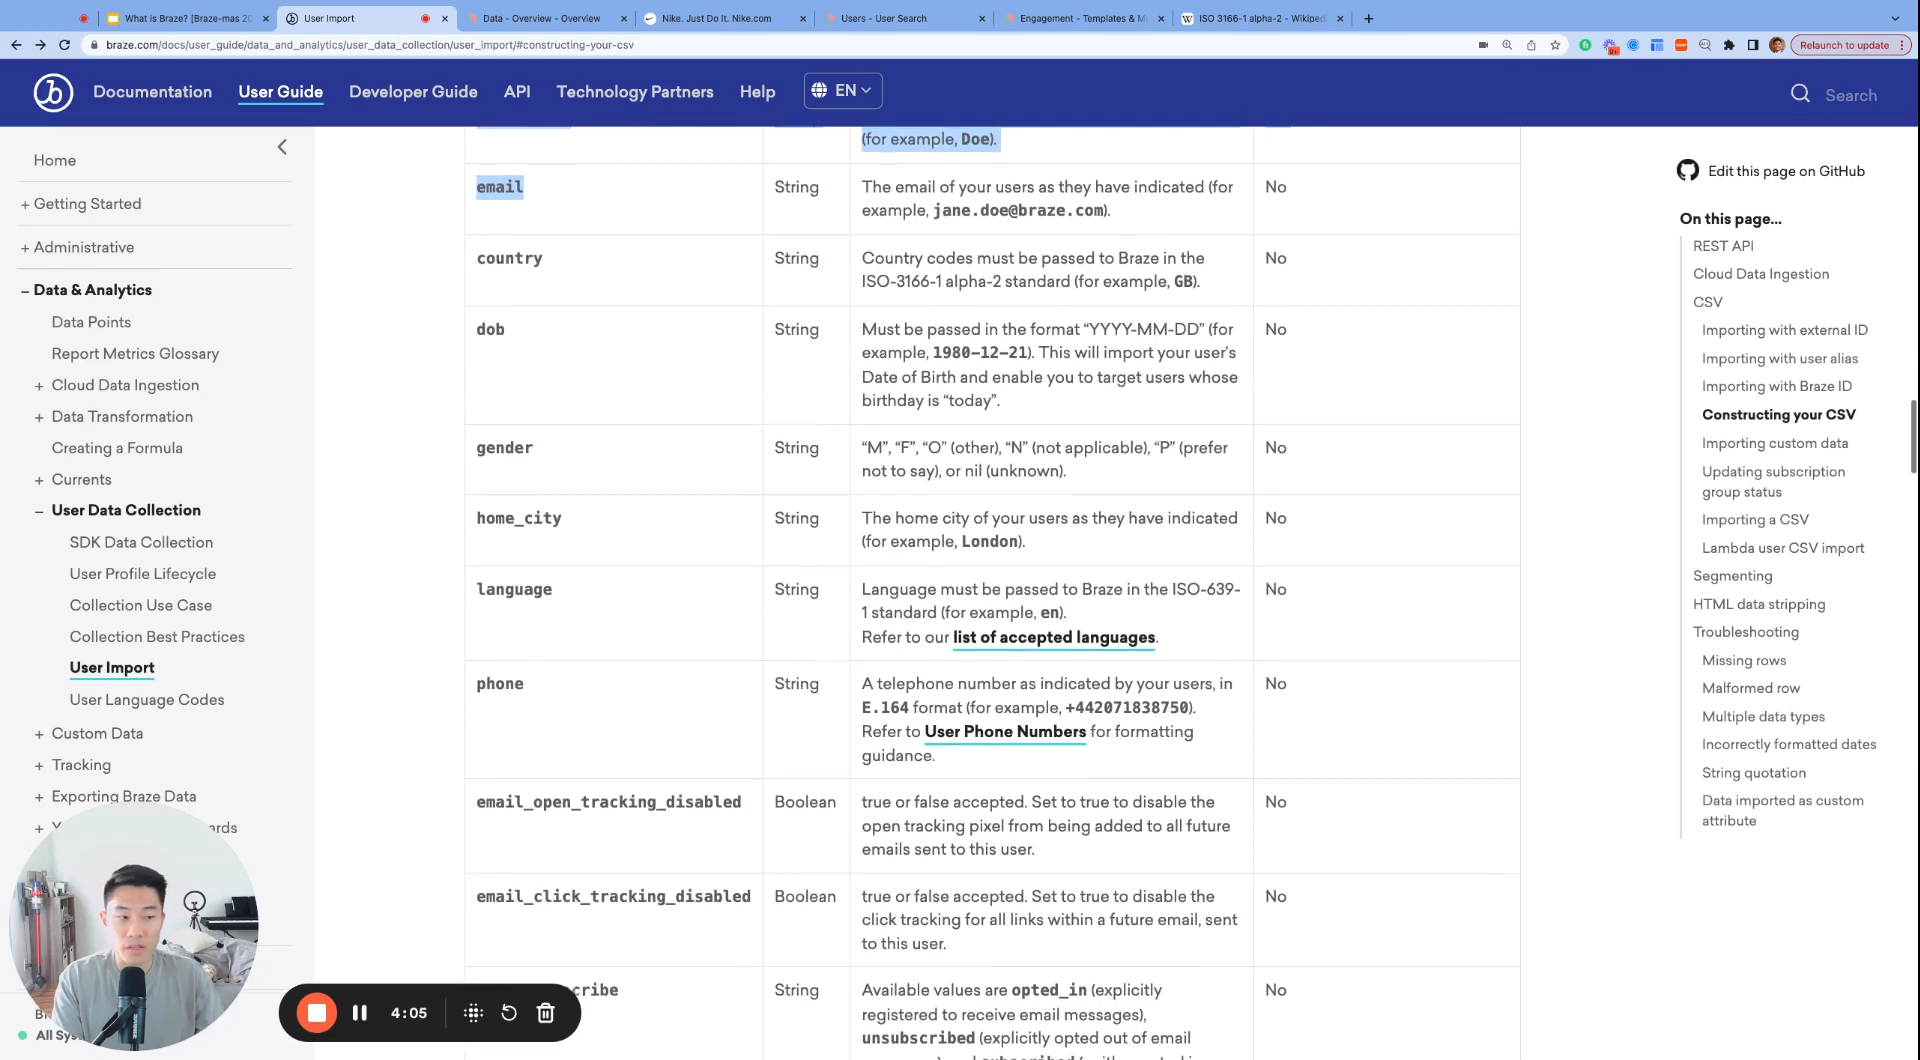 What is Braze? [Braze-mas 20
User Import
Data - Overview - Overview
Nike. Just Do It. Nike.com
Users - User Search
Engagement - Templates & M
ISO 3166-1 alpha-2 - Wikiped
braze.com/docs/user_guide/data_and_analytics/user_data_collection/user_import/#constructing-your-csv
Relaunch to update
Documentation
User Guide
Developer Guide
API
Technology Partners
Help
EN
Search
Home
+ Getting Started
+ Administrative
– Data & Analytics
Data Points
Report Metrics Glossary
+ Cloud Data Ingestion
+ Data Transformation
Creating a Formula
+ Currents
– User Data Collection
SDK Data Collection
User Profile Lifecycle
Collection Use Case
Collection Best Practices
User Import
User Language Codes
+ Custom Data
+ Tracking
+ Exporting Braze Data
+ Y
ards
All Sys
(for example, Doe).
email
String
The email of your users as they have indicated (for
example, jane.doe@braze.com).
No
country
String
Country codes must be passed to Braze in the
ISO-3166-1 alpha-2 standard (for example, GB).
No
dob
String
Must be passed in the format “YYYY-MM-DD” (for
example, 1980-12-21). This will import your user’s
Date of Birth and enable you to target users whose
birthday is “today”.
No
gender
String
“M”, “F”, “O” (other), “N” (not applicable), “P” (prefer
not to say), or nil (unknown).
No
home_city
String
The home city of your users as they have indicated
(for example, London).
No
language
String
Language must be passed to Braze in the ISO-639-
1 standard (for example, en).
Refer to our list of accepted languages.
No
phone
String
A telephone number as indicated by your users, in
E.164 format (for example, +442071838750).
Refer to User Phone Numbers for formatting
guidance.
No
email_open_tracking_disabled
Boolean
true or false accepted. Set to true to disable the
open tracking pixel from being added to all future
emails sent to this user.
No
email_click_tracking_disabled
Boolean
true or false accepted. Set to true to disable the
click tracking for all links within a future email, sent
to this user.
No
cribe
String
Available values are opted_in (explicitly
registered to receive email messages),
unsubscribed (explicitly opted out of email
No
4:05
Edit this page on GitHub
On this page...
REST API
Cloud Data Ingestion
CSV
Importing with external ID
Importing with user alias
Importing with Braze ID
Constructing your CSV
Importing custom data
Updating subscription
group status
Importing a CSV
Lambda user CSV import
Segmenting
HTML data stripping
Troubleshooting
Missing rows
Malformed row
Multiple data types
Incorrectly formatted dates
String quotation
Data imported as custom
attribute